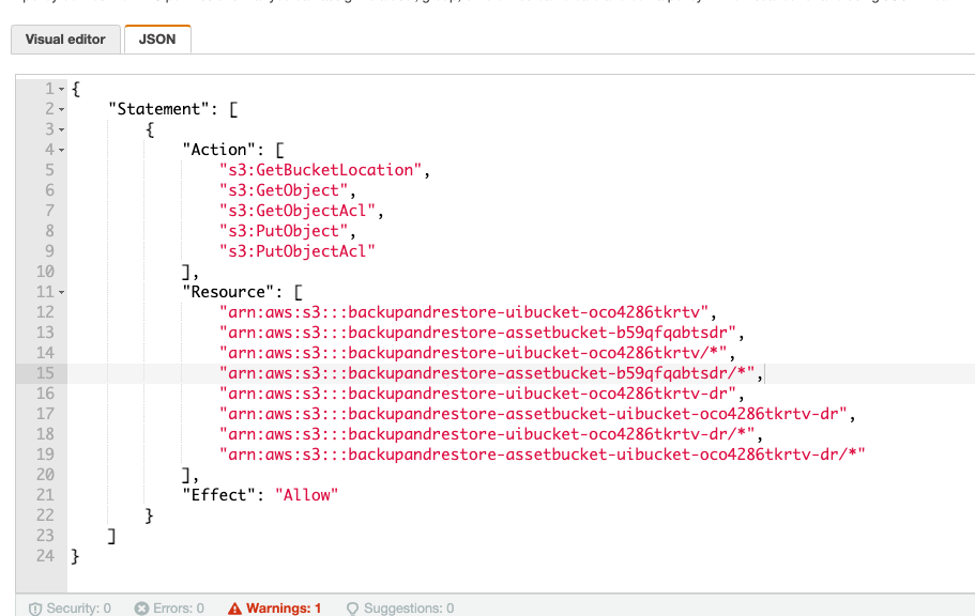 Visual editor JSON
1 {
2 "Statement": [
3 {
4 "Action": [
5 "s3:GetBucketLocation",
6 "s3:GetObject",
7 "s3:GetObjectAcl",
8 "s3:PutObject",
9 "s3:PutObjectAcl"
10 ],
11 "Resource": [
12 "arn:aws:s3:::backupandrestore-uibucket-oco4286tkrtv",
13 "arn:aws:s3:::backupandrestore-assetbucket-b59qfqabtsdr",
14 "arn:aws:s3:::backupandrestore-uibucket-oco4286tkrtv/*",
15 "arn:aws:s3:::backupandrestore-assetbucket-b59qfqabtsdr/*",
16 "arn:aws:s3:::backupandrestore-uibucket-oco4286tkrtv-dr",
17 "arn:aws:s3:::backupandrestore-assetbucket-uibucket-oco4286tkrtv-dr",
18 "arn:aws:s3:::backupandrestore-uibucket-oco4286tkrtv-dr/*",
19 "arn:aws:s3:::backupandrestore-assetbucket-uibucket-oco4286tkrtv-dr/*"
20 ],
21 "Effect": "Allow"
22 }
23 ]
24 }
Security: 0 Errors: 0 Warnings: 1 Suggestions: 0